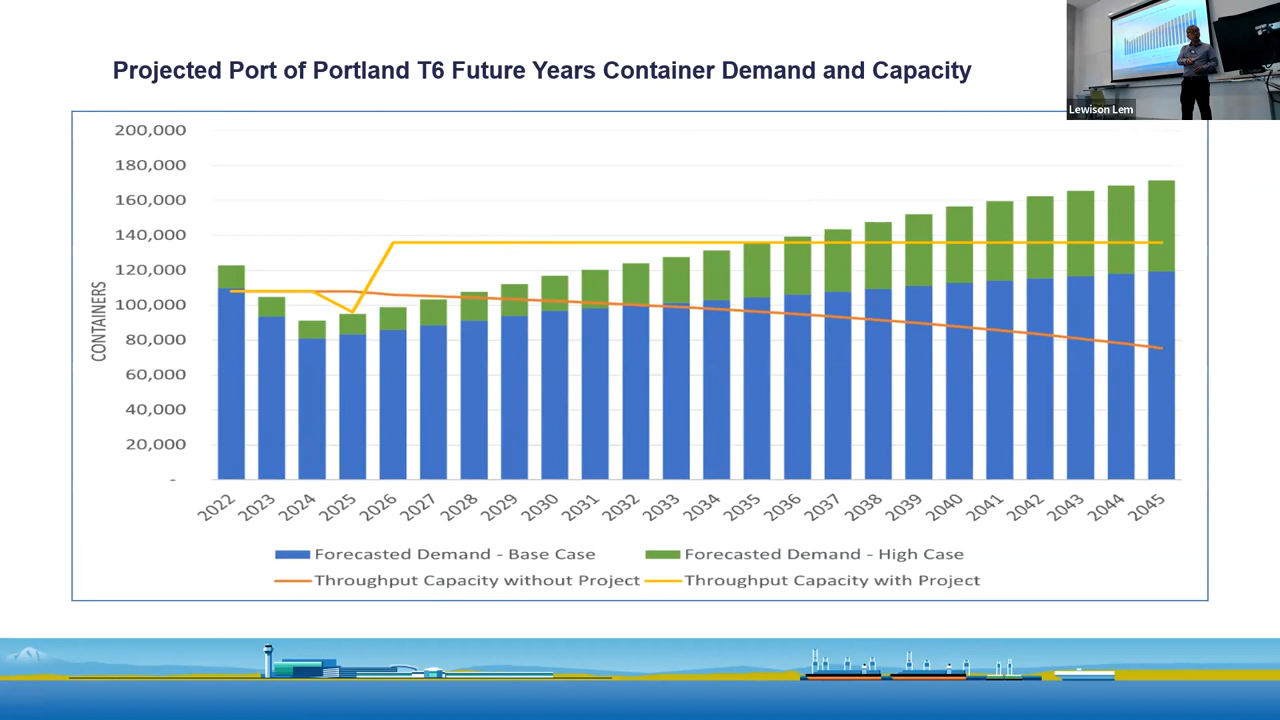 Projected Port of Portland T6 Future Years Container Demand and Capacity
Lewison Lem
200,000
180,000
160,000
140,000
120,000
100,000
80,000
60,000
40,000
20,000
-
CONTAINERS
2022 2023 2024 2025 2026 2027 2028 2029 2030 2031 2032 2033 2034 2035 2036 2037 2038 2039 2040 2041 2042 2043 2044 2045
Forecasted Demand - Base Case Forecasted Demand - High Case
Throughput Capacity without Project Throughput Capacity with Project